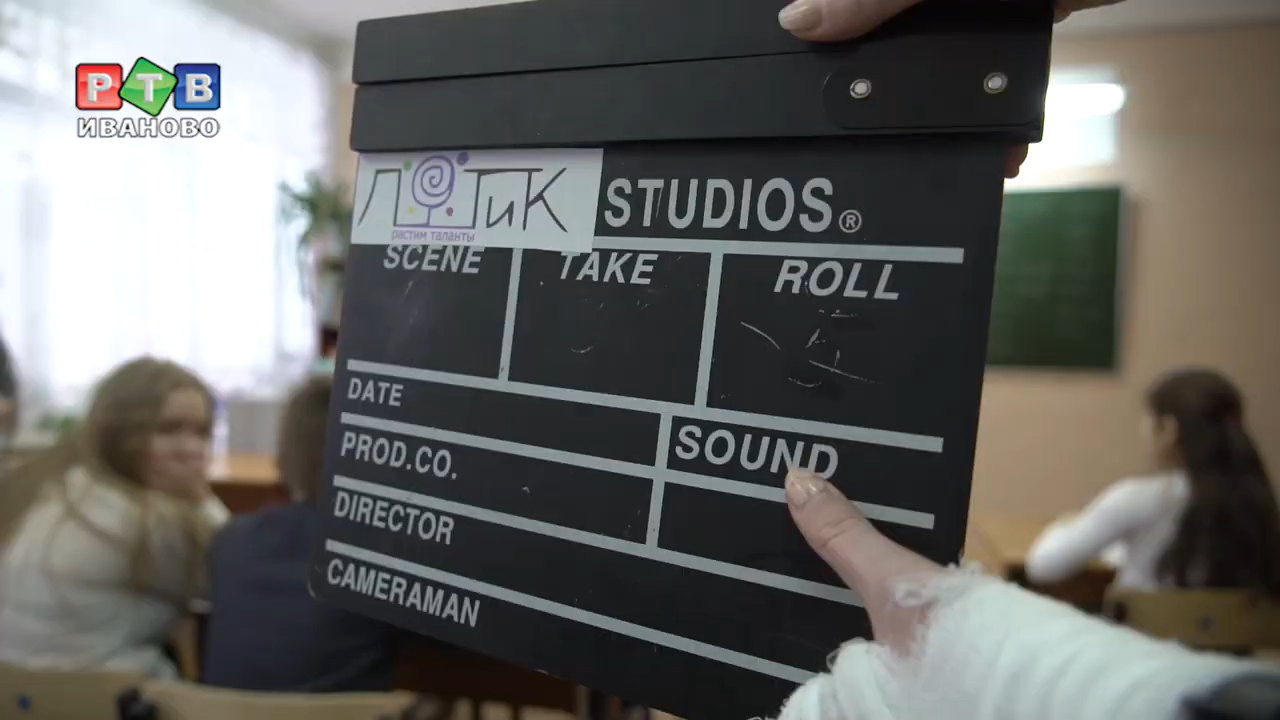 РТВ
ИВАНОВО
ЛОТиК
растим таланты
STUDIOS®
SCENE
TAKE
ROLL
DATE
SOUND
PROD.CO.
DIRECTOR
CAMERAMAN